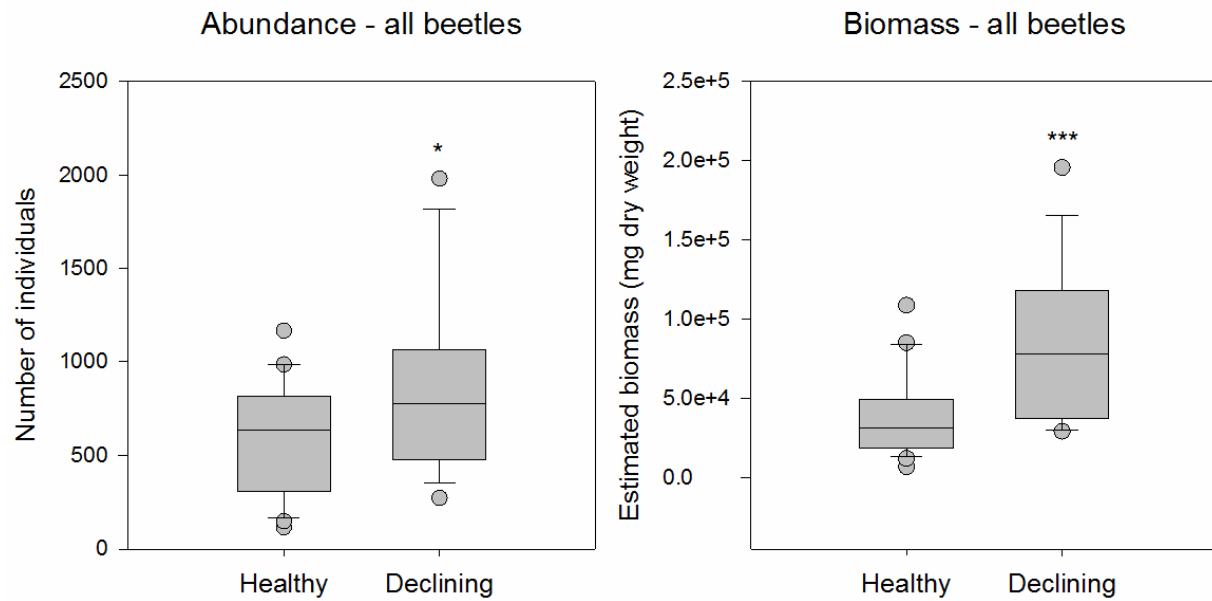 Abundance - all beetles
Number of individuals
2500
2000
1500
1000
500
0
*
Healthy
Declining
Biomass - all beetles
Estimated biomass (mg dry weight)
2.5e+5
2.0e+5
1.5e+5
1.0e+5
5.0e+4
0.0
***
Healthy
Declining